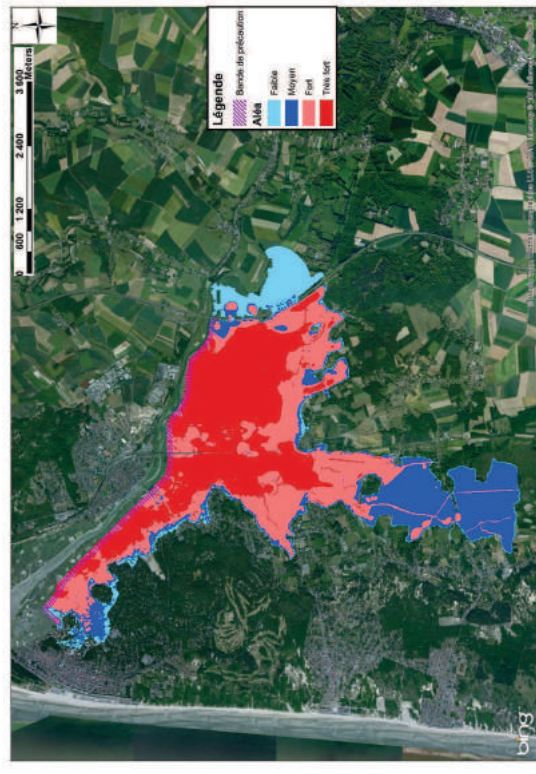 N
0 600 1 200 2 400 3 600
Meters
Légende
Bande de précaution
Aléa
Faible
Moyen
Fort
Très fort
bing